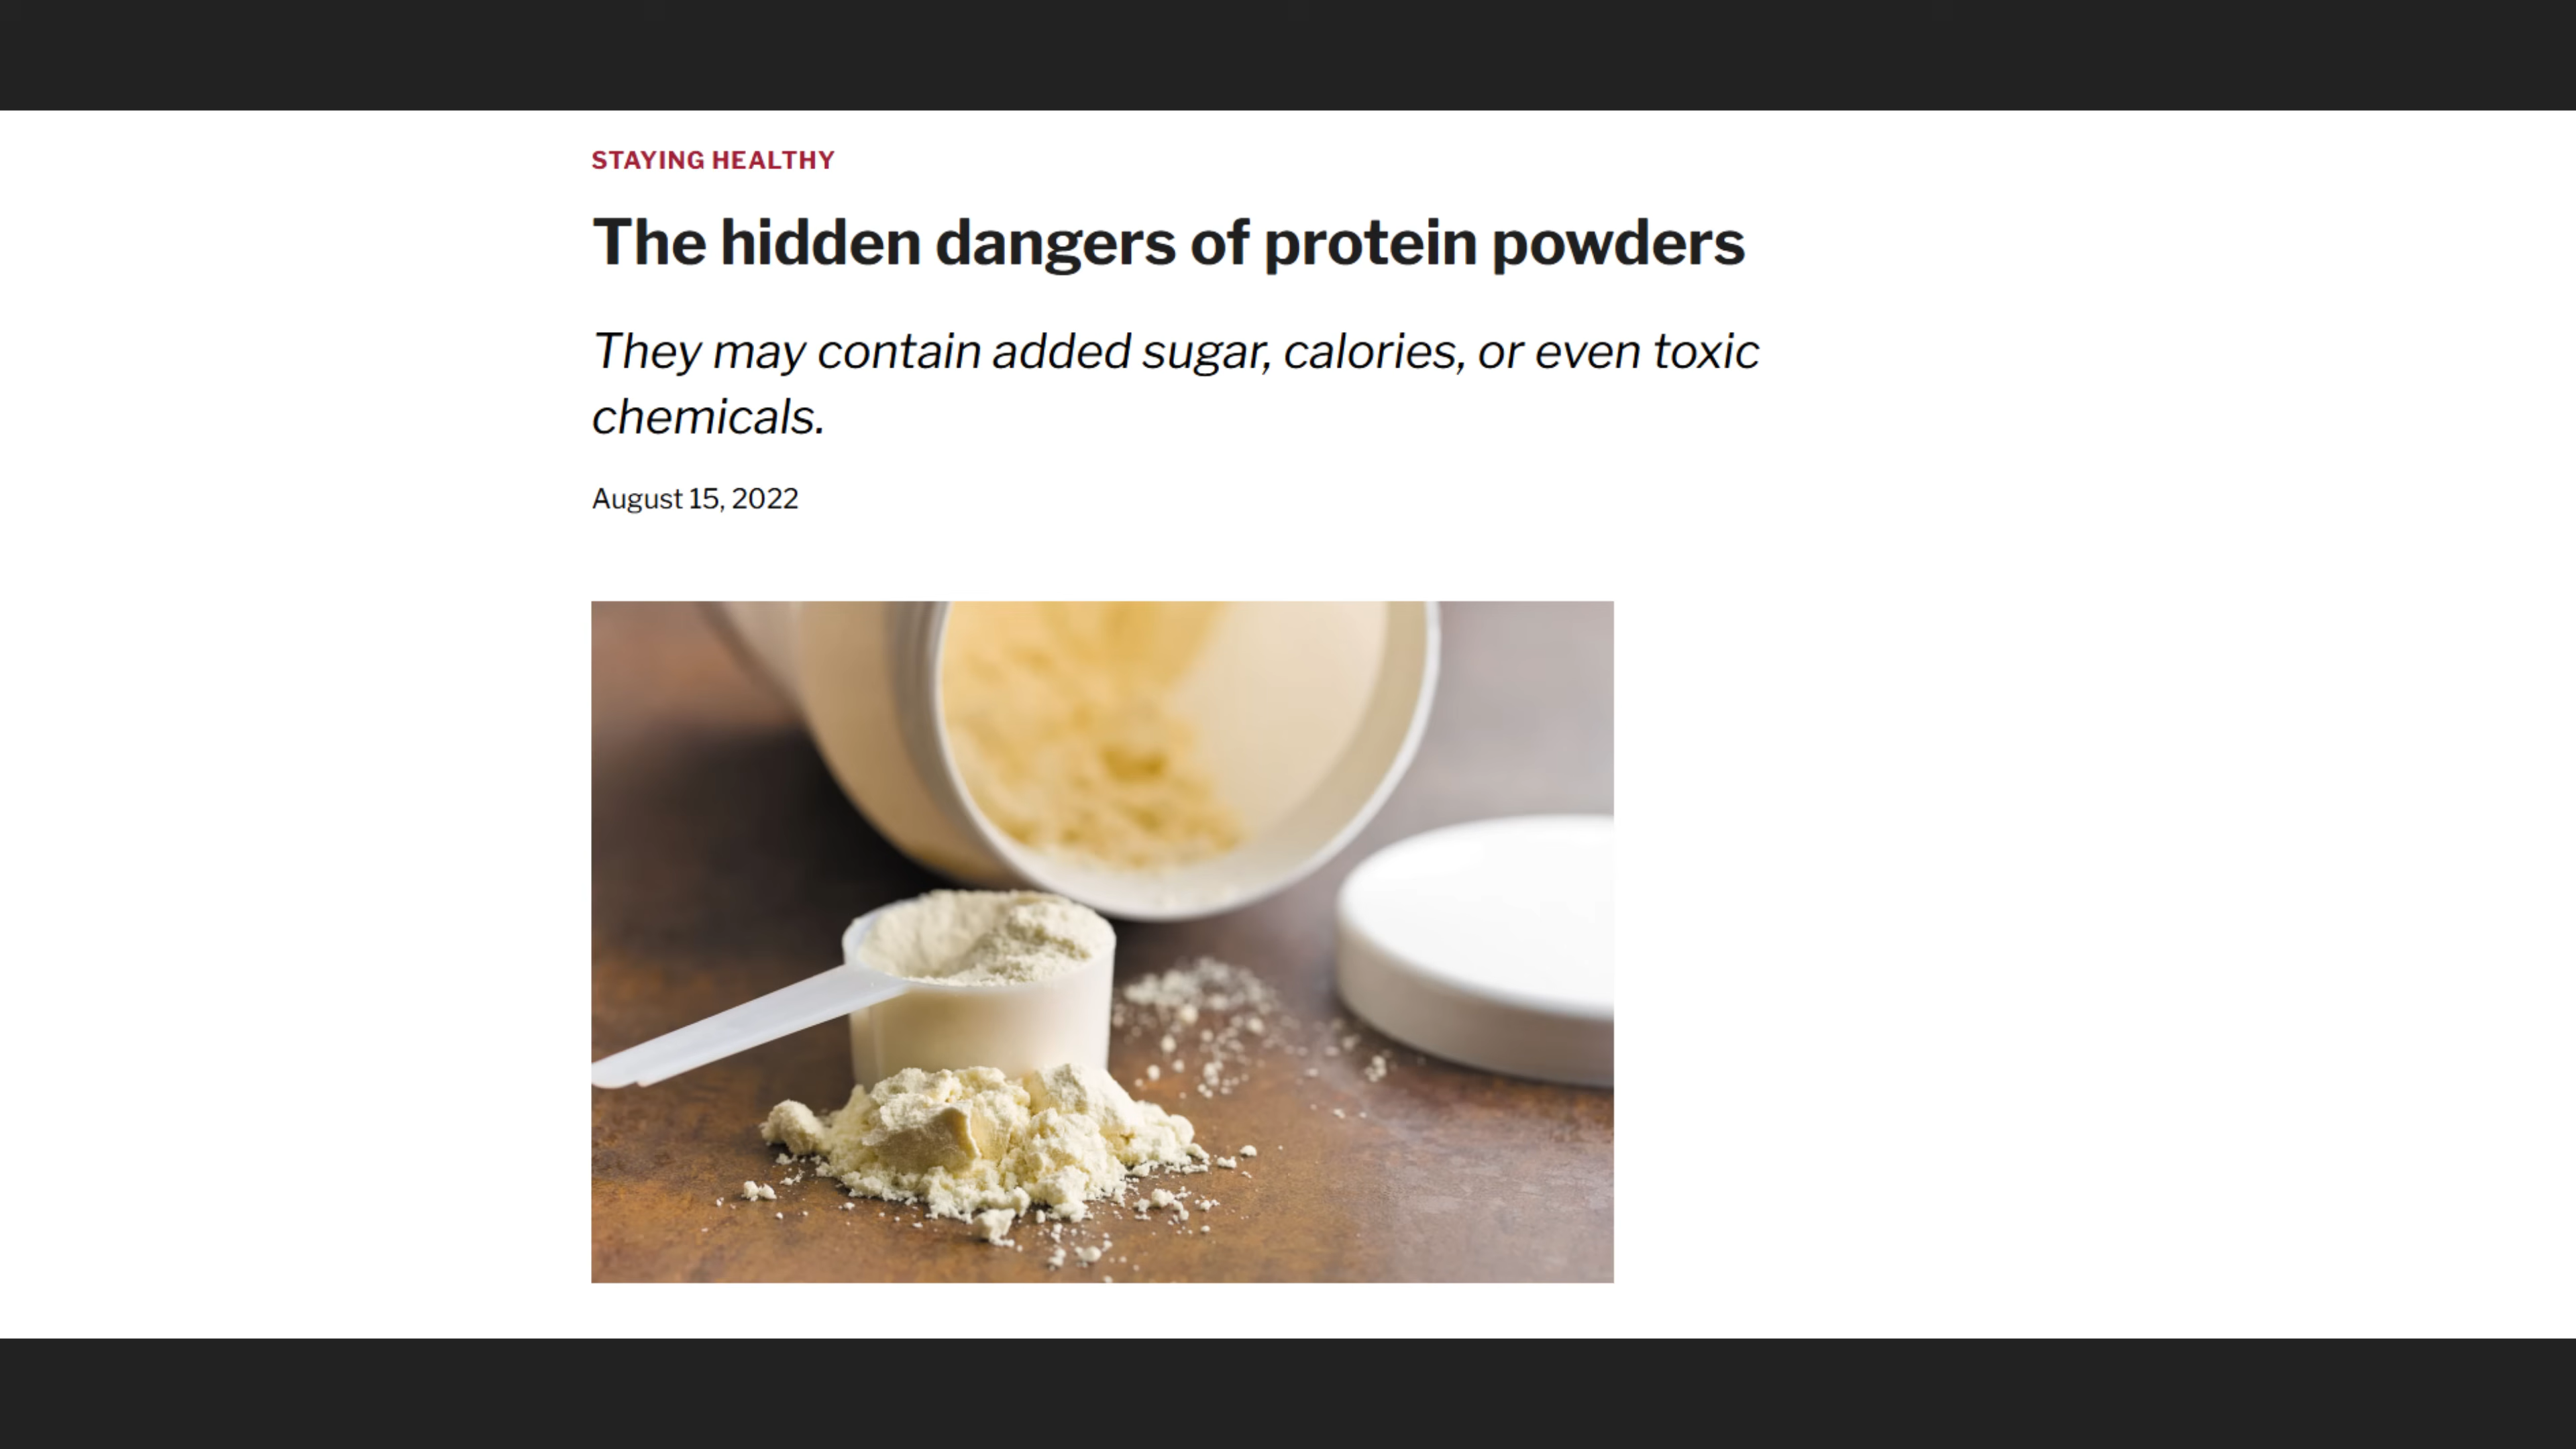 STAYING HEALTHY
The hidden dangers of protein powders
They may contain added sugar, calories, or even toxic
chemicals.
August 15, 2022